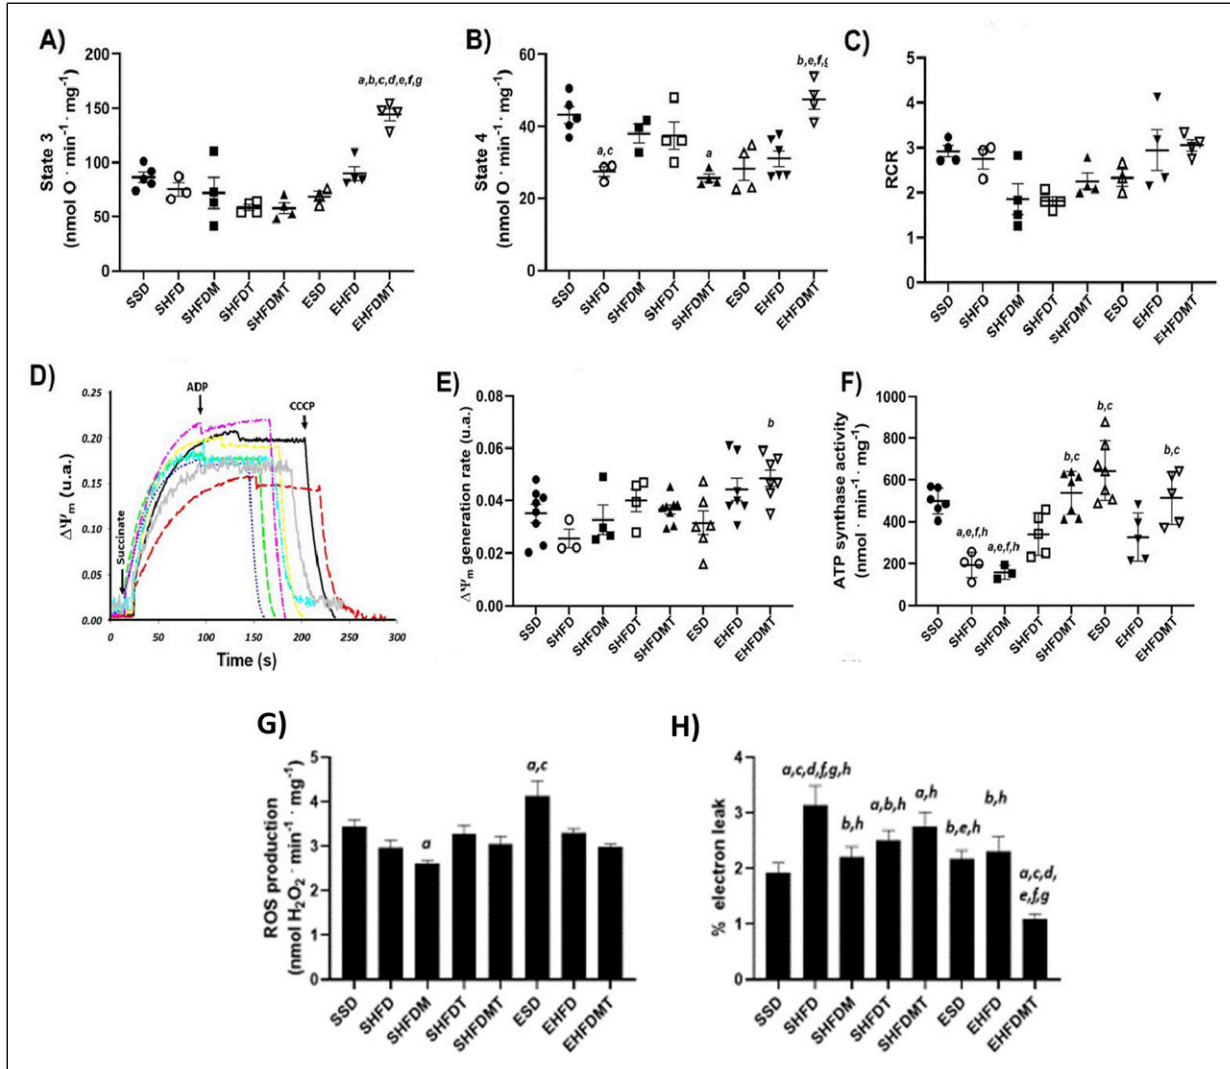 A)
State 3
(nmol O · min⁻¹ · mg⁻¹)
200
150
100
50
0
a,b,c,d,e,f,g
SSD
SHFD
SHFDM
SHFDT
SHFDMT
ESD
EHFD
EHFDMT
B)
State 4
(nmol O · min⁻¹ · mg⁻¹)
60
40
20
0
a,c
a
b,e,f,g
SSD
SHFD
SHFDM
SHFDT
SHFDMT
ESD
EHFD
EHFDMT
C)
RCR
5
4
3
2
1
0
SSD
SHFD
SHFDM
SHFDT
SHFDMT
ESD
EHFD
EHFDMT
D)
ΔΨm (u.a.)
0.25
0.20
0.15
0.10
0.05
0.00
Succinate
ADP
CCCP
0 50 100 150 200 250 300
Time (s)
E)
ΔΨm generation rate (u.a.)
0.08
0.06
0.04
0.02
0.00
b
SSD
SHFD
SHFDM
SHFDT
SHFDMT
ESD
EHFD
EHFDMT
F)
ATP synthase activity
(nmol · min⁻¹ · mg⁻¹)
1000
800
600
400
200
0
a,e,f,h
a,e,f,h
b,c
b,c
b,c
SSD
SHFD
SHFDM
SHFDT
SHFDMT
ESD
EHFD
EHFDMT
G)
ROS production
(nmol H₂O₂ · min⁻¹ · mg⁻¹)
5
4
3
2
1
0
a
a,c
SSD
SHFD
SHFDM
SHFDT
SHFDMT
ESD
EHFD
EHFDMT
H)
% electron leak
4
3
2
1
0
a,c,d,f,g,h
b,h
a,b,h
a,h
b,e,h
b,h
a,c,d,
e,f,g
SSD
SHFD
SHFDM
SHFDT
SHFDMT
ESD
EHFD
EHFDMT